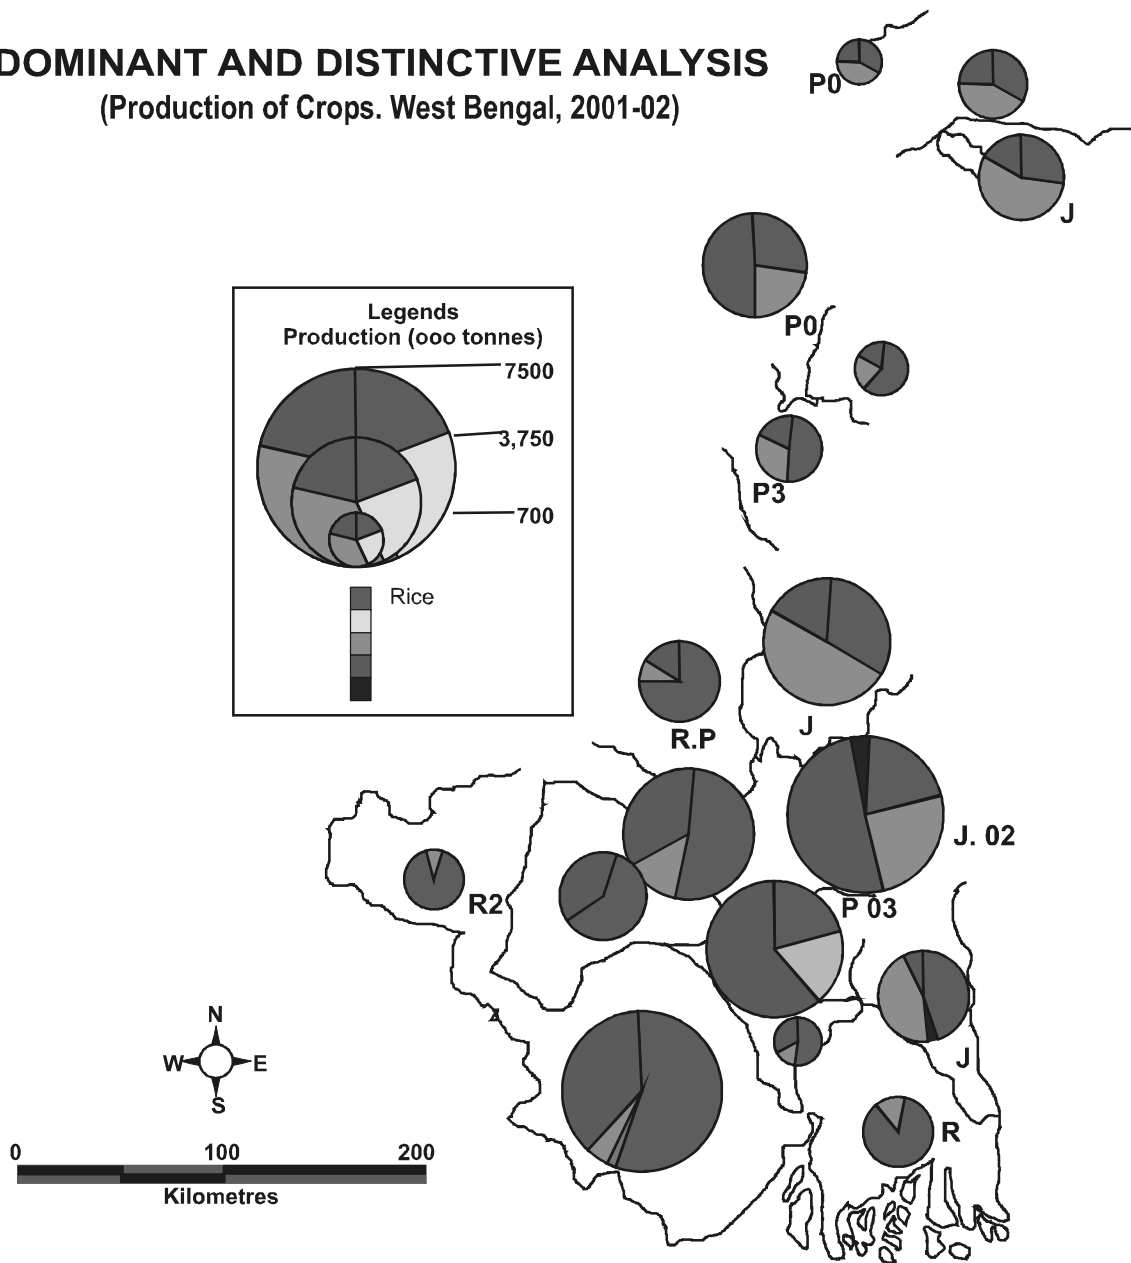 DOMINANT AND DISTINCTIVE ANALYSIS
(Production of Crops. West Bengal, 2001-02)
P0
J
P0
P3
Legends
Production (ooo tonnes)
7500
3,750
700
Rice
R.P
J
J. 02
R2
P 03
J
R
N
W E
S
0 100 200
Kilometres